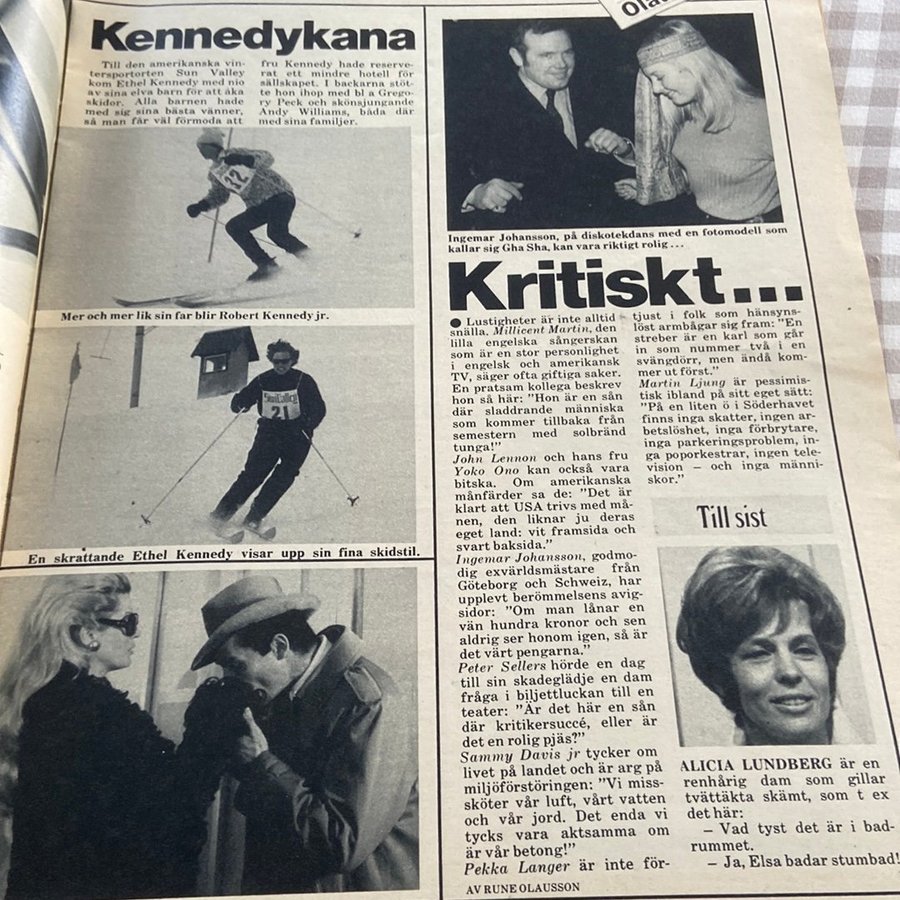 Kennedykana
Till den amerikanska vin-
tersportorten Sun Valley
kom Ethel Kennedy med nio
av sina elva barn för att åka
skidor. Alla barnen hade
med sig sina bästa vänner,
så man får väl förmoda att
fru Kennedy hade reserve-
rat ett mindre hotell för
sällskapet. I backarna stöt-
te hon ihop med bl a Grego-
ry Peck och skönsjungande
Andy Williams, båda där
med sina familjer.
32
Mer och mer lik sin far blir Robert Kennedy jr.
Sun Valley
21
En skrattande Ethel Kennedy visar upp sin fina skidstil.
Ingemar Johansson, på diskotekdans med en fotomodell som
kallar sig Gha Sha, kan vara riktigt rolig...
Kritiskt...
● Lustigheter är inte alltid
snälla. Millicent Martin, den
lilla engelska sångerskan
som är en stor personlighet
i engelsk och amerikansk
TV, säger ofta giftiga saker.
En pratsam kollega beskrev
hon så här: "Hon är en sån
där sladdrande människa
som kommer tillbaka från
semestern med solbränd
tunga!"
John Lennon och hans fru
Yoko Ono kan också vara
bitska. Om amerikanska
månfärder sa de: "Det är
klart att USA trivs med må-
nen, den liknar ju deras
eget land: vit framsida och
svart baksida."
Ingemar Johansson, godmo-
dig exvärldsmästare från
Göteborg och Schweiz, har
upplevt berömmelsens avig-
sidor: "Om man lånar en
vän hundra kronor och sen
aldrig ser honom igen, så är
det värt pengarna."
Peter Sellers hörde en dag
till sin skadeglädje en dam
fråga i biljettluckan till en
teater: "Är det här en sån
där kritikersuccé, eller är
det en rolig pjäs?"
Sammy Davis jr tycker om
livet på landet och är arg på
miljöförstöringen: "Vi miss-
sköter vår luft, vårt vatten
och vår jord. Det enda vi
tycks vara aktsamma om
är vår betong!"
Pekka Langer är inte för-
AV RUNE OLAUSSON
tjust i folk som hänsyns-
löst armbågar sig fram: "En
streber är en karl som går
in som nummer två i en
svängdörr, men ändå kom-
mer ut först."
Martin Ljung är pessimis-
tisk ibland på sitt eget sätt:
"På en liten ö i Söderhavet
finns inga skatter, ingen ar-
betslöshet, inga förbrytare,
inga parkeringsproblem, in-
ga poporkestrar, ingen tele-
vision – och inga männi-
skor."
Till sist
ALICIA LUNDBERG är en
renhårig dam som gillar
tvättäkta skämt, som t ex
det här:
– Vad tyst det är i bad-
rummet.
– Ja, Elsa badar stumbad!